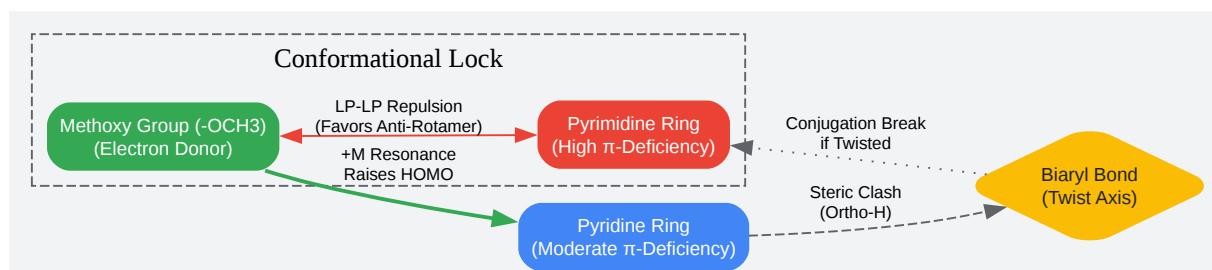 Conformational Lock
Methoxy Group (-OCH3)
(Electron Donor)
LP-LP Repulsion
(Favors Anti-Rotamer)
+M Resonance
Raises HOMO
Pyrimidine Ring
(High π-Deficiency)
Conjugation Break
if Twisted
Steric Clash
(Ortho-H)
Biaryl Bond
(Twist Axis)
Pyridine Ring
(Moderate π-Deficiency)